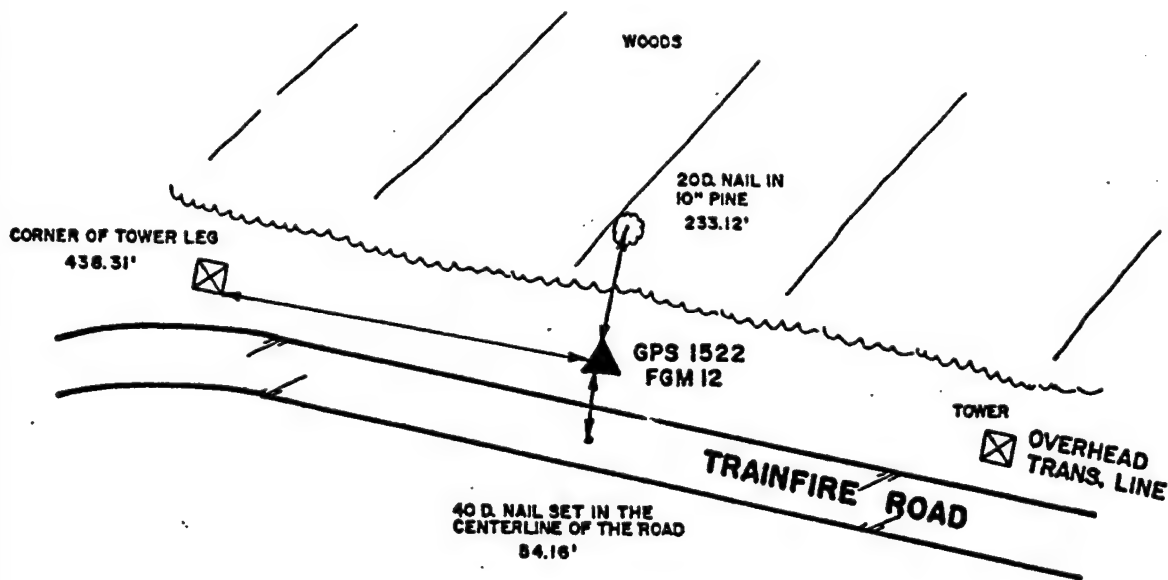 WOODS
20D. NAIL IN
10" PINE
233.12'
CORNER OF TOWER LEG
438.31'
GPS 1522
FGM 12
TOWER
OVERHEAD
TRANS. LINE
TRAINFIRE ROAD
40 D. NAIL SET IN THE
CENTERLINE OF THE ROAD
84.16'